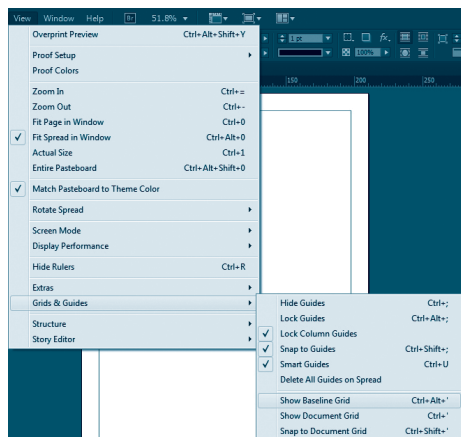 View Window Help Br 51.8%
Overprint Preview Ctrl+Alt+Shift+Y
Proof Setup
Proof Colors
Zoom In Ctrl+=
Zoom Out Ctrl+-
Fit Page in Window Ctrl+0
Fit Spread in Window Ctrl+Alt+0
Actual Size Ctrl+1
Entire Pasteboard Ctrl+Alt+Shift+0
Match Pasteboard to Theme Color
Rotate Spread
Screen Mode
Display Performance
Hide Rulers Ctrl+R
Extras
Grids & Guides
Structure
Story Editor
1 pt
fx.
100%
150 200 250
Hide Guides Ctrl+;
Lock Guides Ctrl+Alt+;
Lock Column Guides
Snap to Guides Ctrl+Shift+;
Smart Guides Ctrl+U
Delete All Guides on Spread
Show Baseline Grid Ctrl+Alt+'
Show Document Grid Ctrl+'
Snap to Document Grid Ctrl+Shift+'